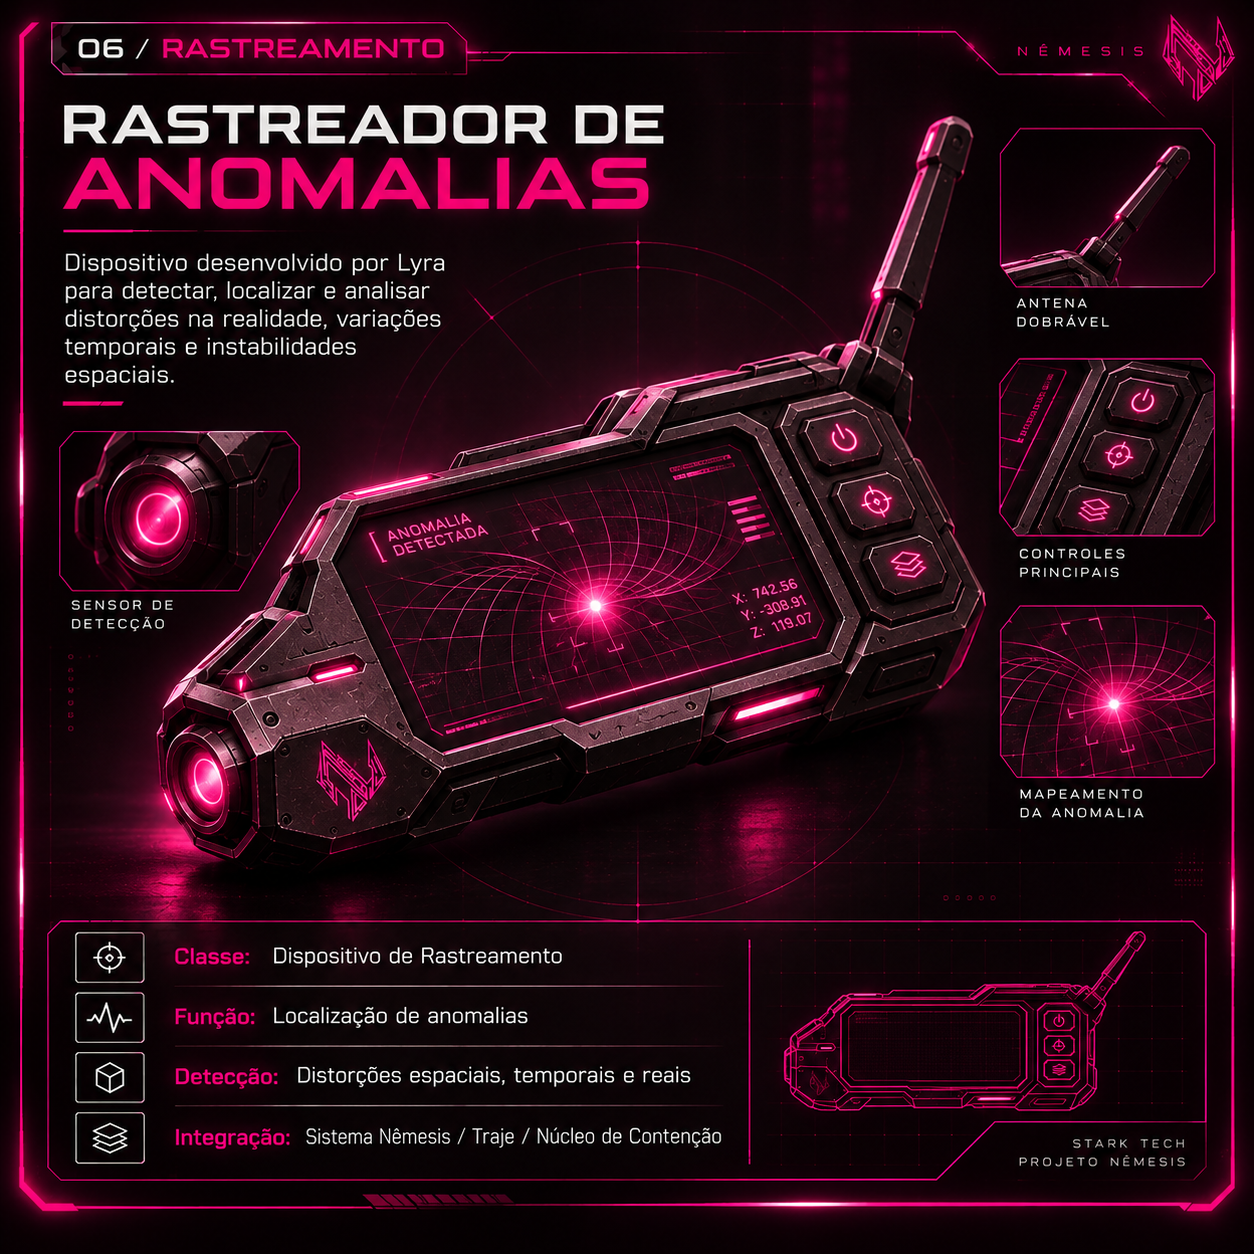 06 / RASTREAMENTO
NÊMESIS
RASTREADOR DE
ANOMALIAS
Dispositivo desenvolvido por Lyra
para detectar, localizar e analisar
distorções na realidade, variações
temporais e instabilidades
espaciais.
SENSOR DE
DETECÇÃO
ANOMALIA
DETECTADA
X: 742.56
Y: -308.91
Z: 119.07
ANTENA
DOBRÁVEL
CONTROLES
PRINCIPAIS
MAPEAMENTO
DA ANOMALIA
Classe: Dispositivo de Rastreamento
Função: Localização de anomalias
Detecção: Distorções espaciais, temporais e reais
Integração: Sistema Nêmesis / Traje / Núcleo de Contenção
STARK TECH
PROJETO NÊMESIS